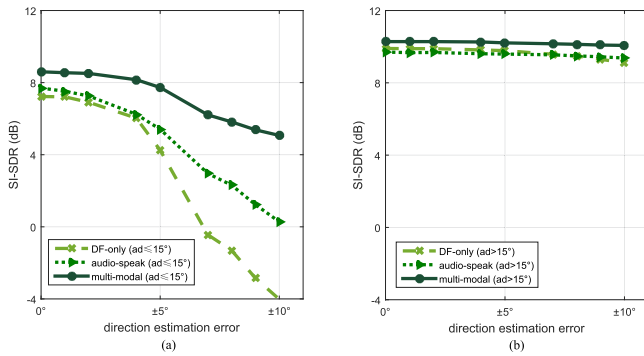 12
8
4
0
-4
SI-SDR (dB)
DF-only (ad⩽15°)
audio-speak (ad⩽15°)
multi-modal (ad⩽15°)
0°
±5°
±10°
direction estimation error
(a)
12
8
4
0
-4
SI-SDR (dB)
DF-only (ad>15°)
audio-speak (ad>15°)
multi-modal (ad>15°)
0°
±5°
±10°
direction estimation error
(b)